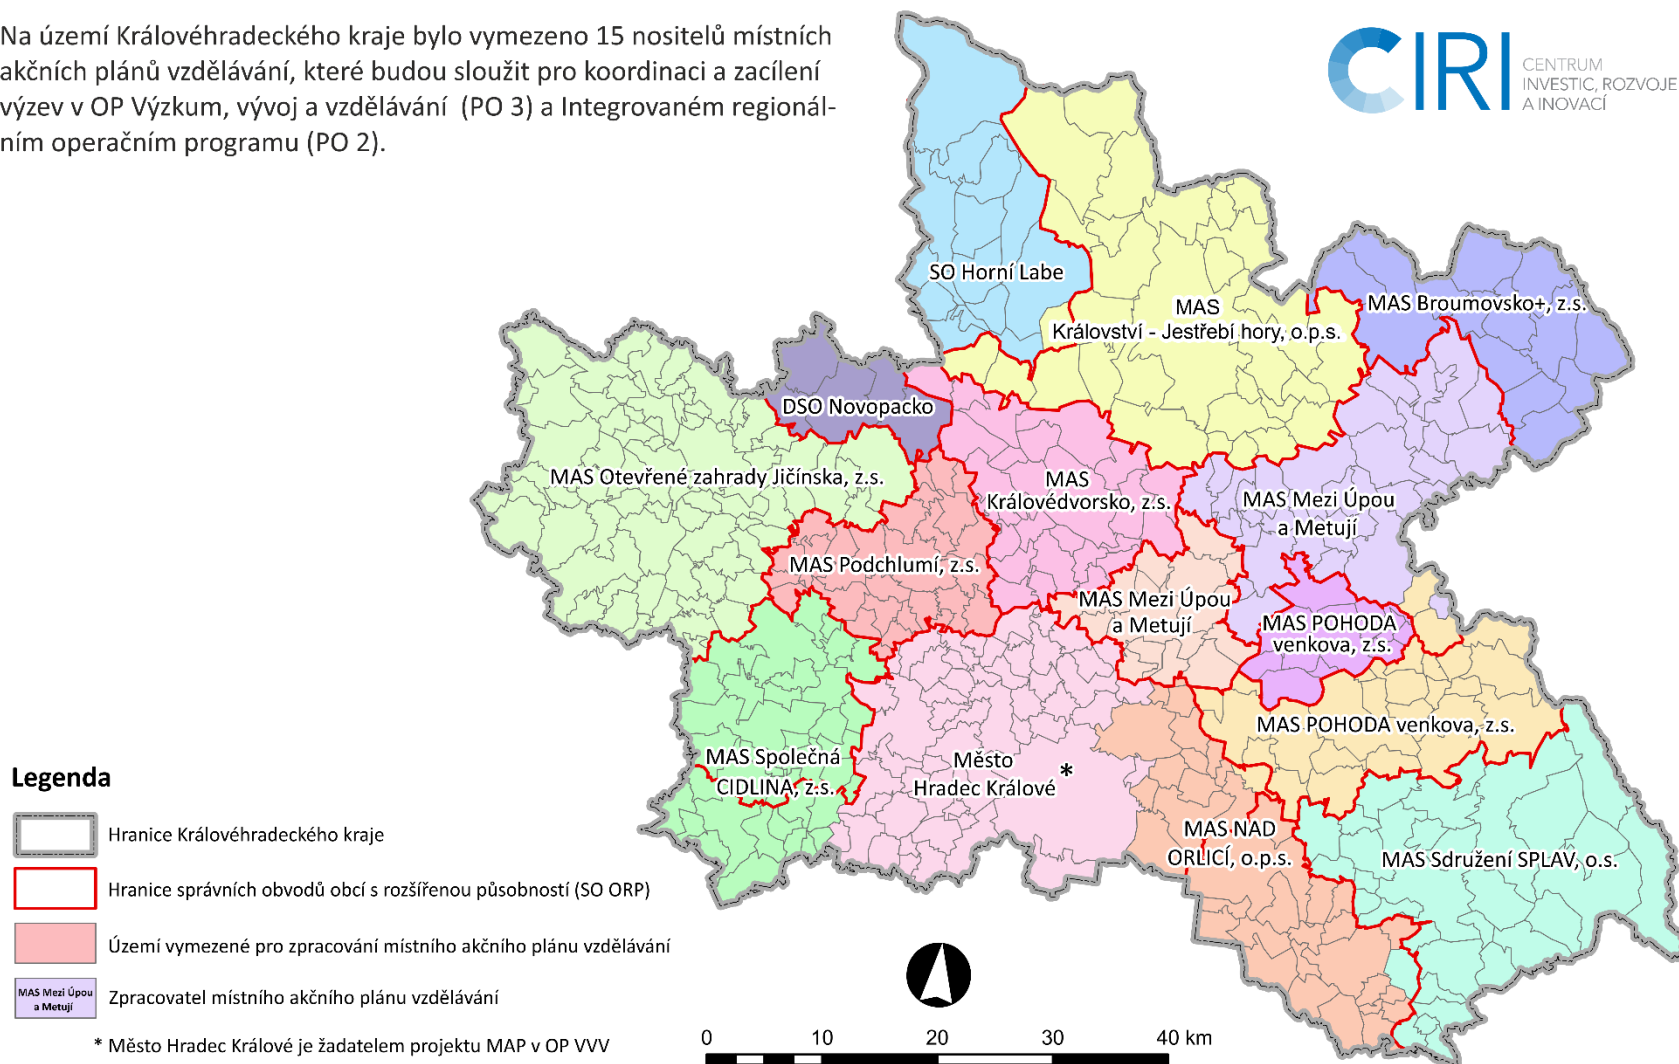 Na území Královéhradeckého kraje bylo vymezeno 15 nositelů místních
akčních plánů vzdělávání, které budou sloužit pro koordinaci a zacílení
výzev v OP Výzkum, vývoj a vzdělávání (PO 3) a Integrovaném regionál-
ním operačním programu (PO 2).
CIRI
CENTRUM
INVESTIC, ROZVOJE
A INOVACÍ
SO Horní Labe
MAS
Království - Jestřebí hory, o.p.s.
MAS Broumovsko+, z.s.
DSO Novopacko
MAS Otevřené zahrady Jičínska, z.s.
MAS
Královédvorsko, z.s.
MAS Mezi Úpou
a Metují
MAS Podchlumí, z.s.
MAS Mezi Úpou
a Metují
MAS POHODA
venkova, z.s.
MAS POHODA venkova, z.s.
MAS Společná
CIDLINA, z.s.
Město
Hradec Králové *
MAS NAD
ORLICÍ, o.p.s.
MAS Sdružení SPLAV, o.s.
Legenda
Hranice Královéhradeckého kraje
Hranice správních obvodů obcí s rozšířenou působností (SO ORP)
Území vymezené pro zpracování místního akčního plánu vzdělávání
MAS Mezi Úpou
a Metují
Zpracovatel místního akčního plánu vzdělávání
* Město Hradec Králové je žadatelem projektu MAP v OP VVV
0 10 20 30 40 km